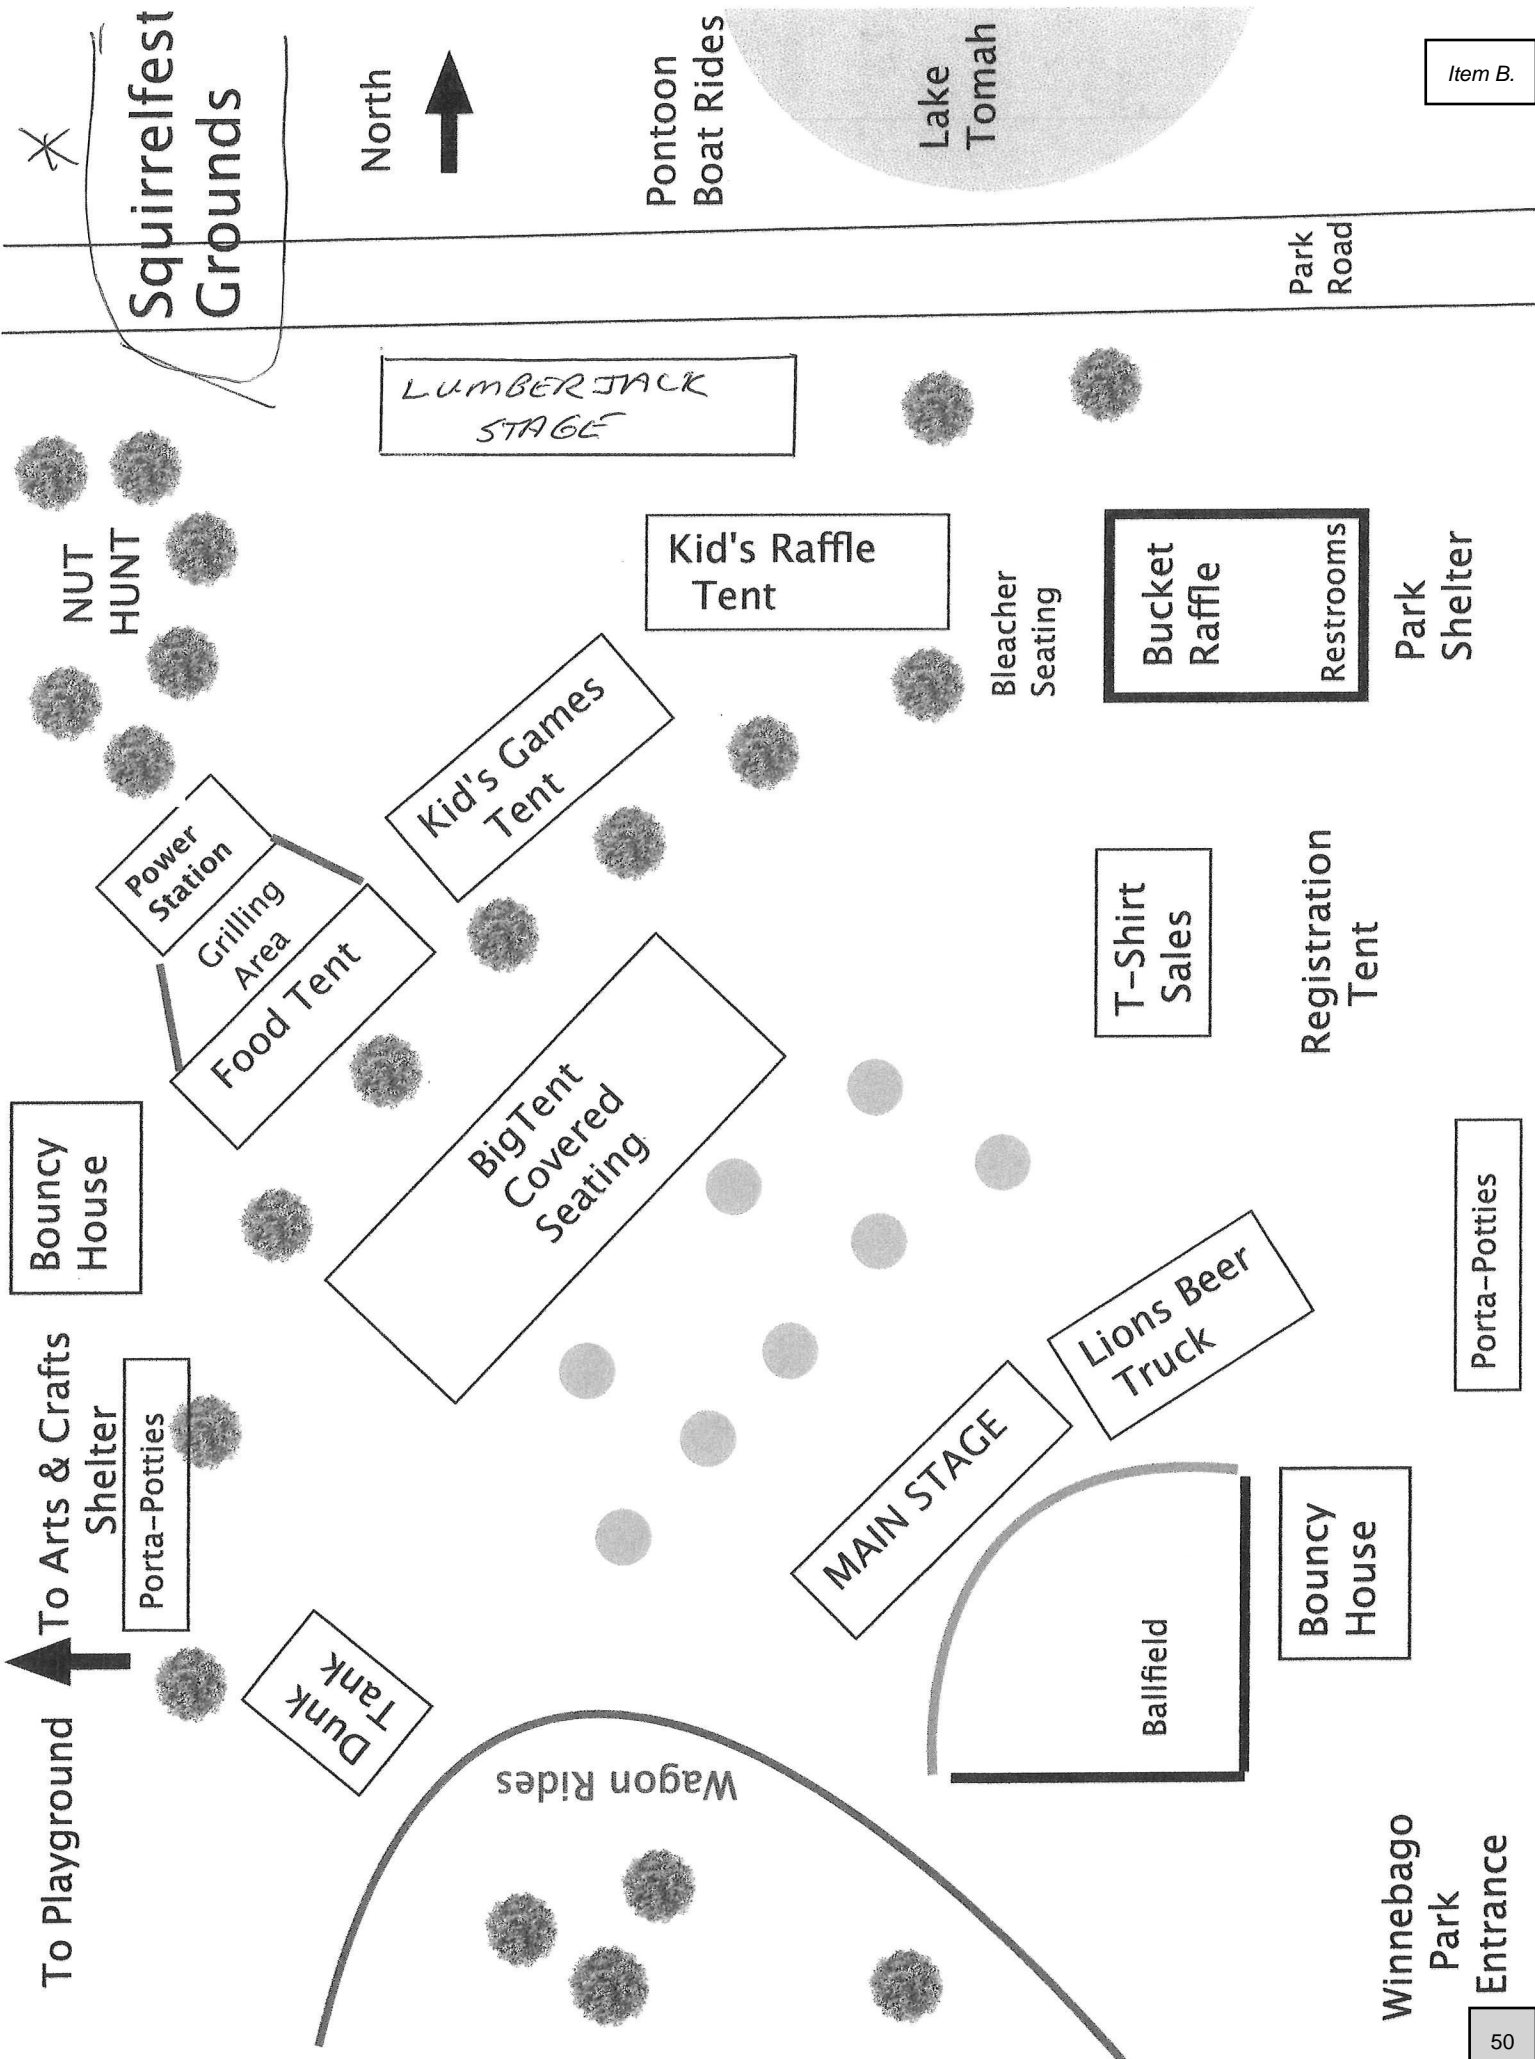 Squirrelfest
Grounds
North
Pontoon
Boat Rides
Lake
Tomah
Item B.
Park
Road
LUMBERJACK
STAGE
NUT
HUNT
Kid's Raffle
Tent
Bleacher
Seating
Bucket
Raffle
Restrooms
Park
Shelter
Kid's Games
Tent
Power
Station
Grilling
Area
Food Tent
BigTent
Covered
Seating
T-Shirt
Sales
Registration
Tent
Bouncy
House
To Arts & Crafts
Shelter
Porta-Potties
Lions Beer
Truck
Porta-Potties
MAIN STAGE
Dunk
Tank
To Playground
Wagon Rides
Ballfield
Bouncy
House
Winnebago
Park
Entrance
50